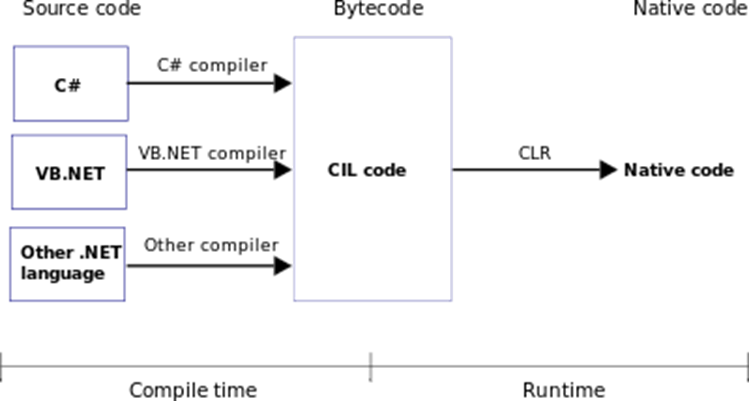 Source code
Bytecode
Native code
C# compiler
C#
VB.NET compiler
VB.NET
CIL code
CLR
Native code
Other compiler
Other .NET
language
Compile time
Runtime